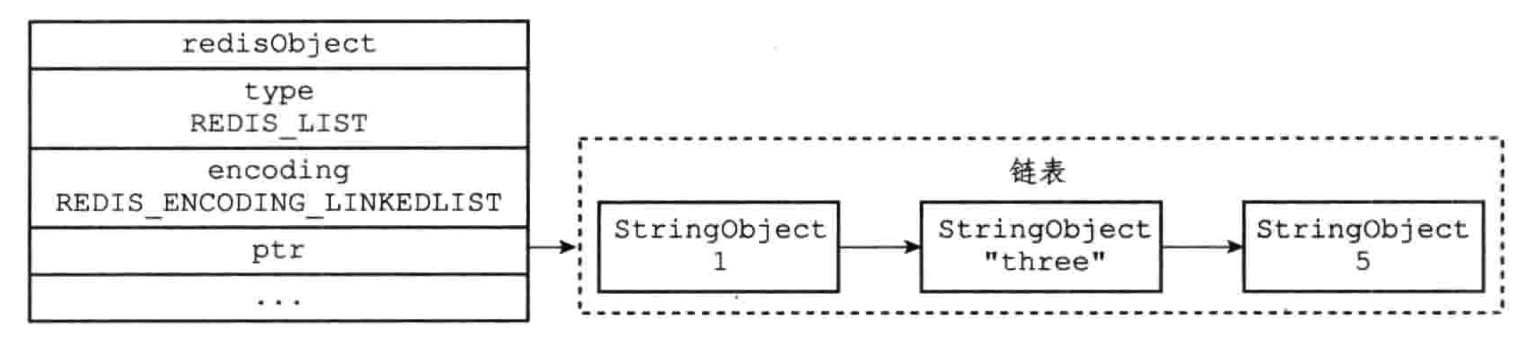 redisObject
type
REDIS_LIST
encoding
REDIS_ENCODING_LINKEDLIST
ptr
...
链表
StringObject
1
StringObject
"three"
StringObject
5